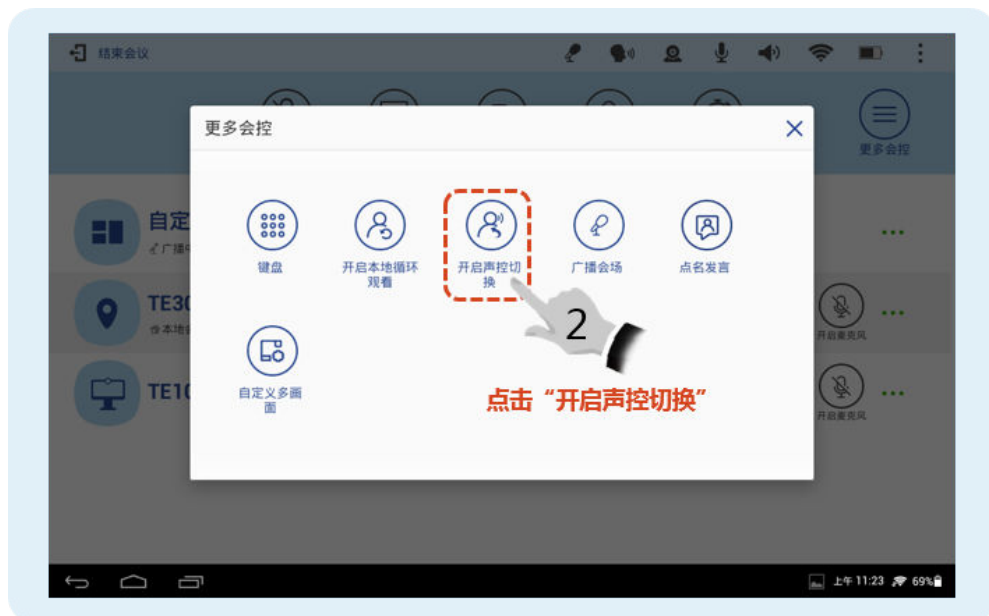 结束会议
更多会控
更多会控
自定
广播中
键盘
开启本地循环
观看
开启声控切
换
广播会场
点名发言
TE30
本地会
开启麦克风
2
TE10
自定义多画
面
点击“开启声控切换”
开启麦克风
上午11:23
69%